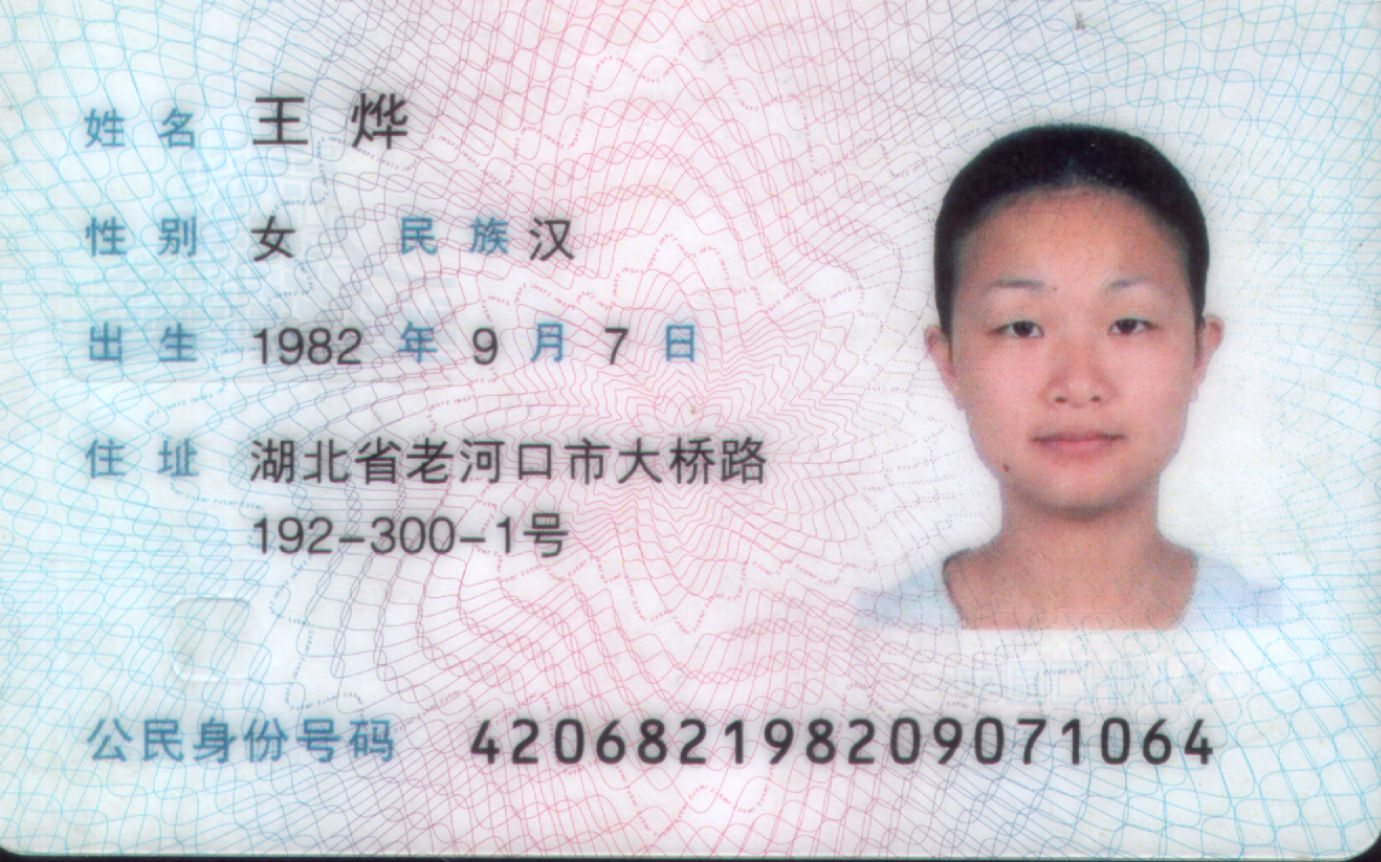 姓名 王烨
性别 女 民族 汉
出生 1982 年 9 月 7 日
住址 湖北省老河口市大桥路
192-300-1号
公民身份号码 420682198209071064